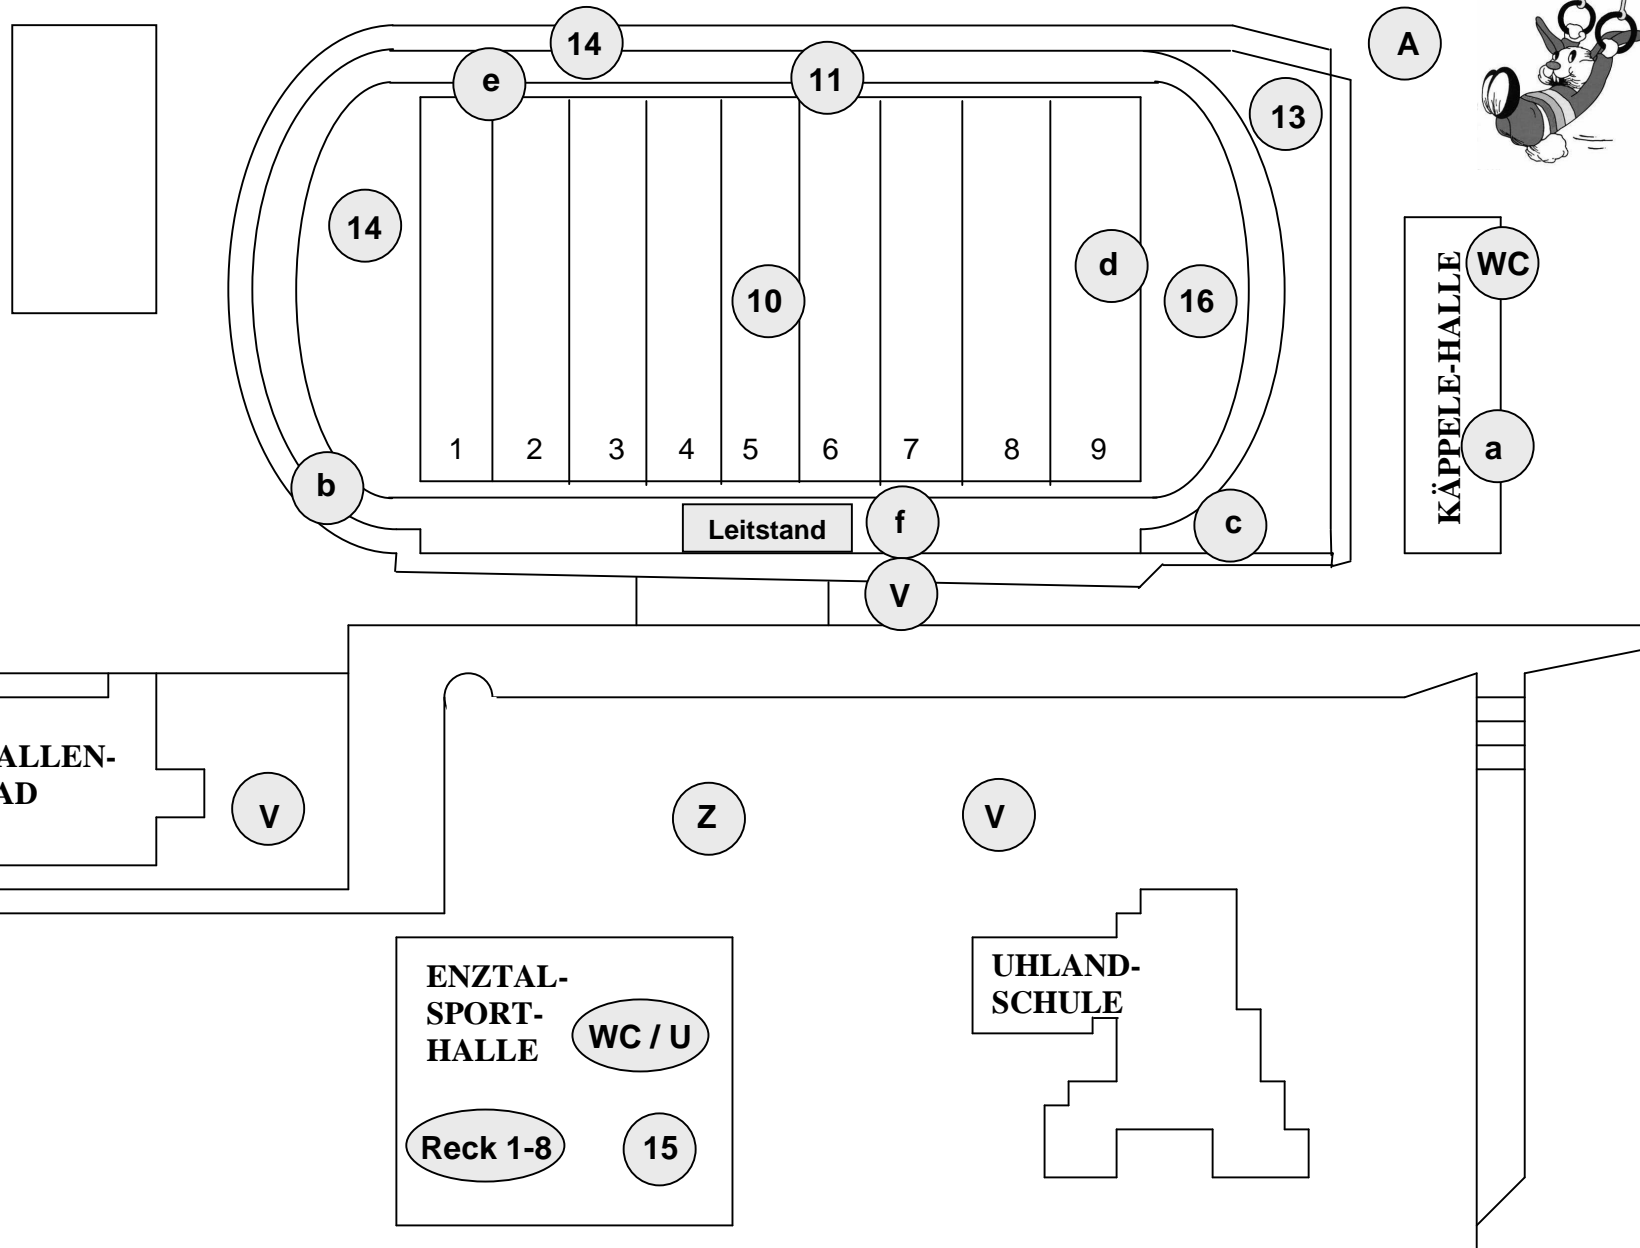 14
A
e
11
13
14
d
WC
10
16
KÄPPELE-HALLE
1 2 3 4 5 6 7 8 9
a
b
Leitstand
f
c
V
ALLEN-
AD
V
Z
V
ENZTAL-
SPORT-
HALLE
WC / U
UHLAND-
SCHULE
Reck 1-8
15